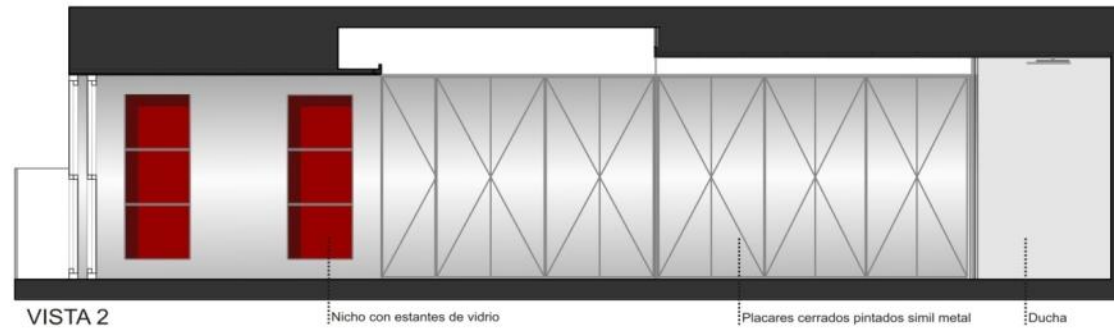 VISTA 2
Nicho con estantes de vidrio
Placares cerrados pintados simil metal
Ducha